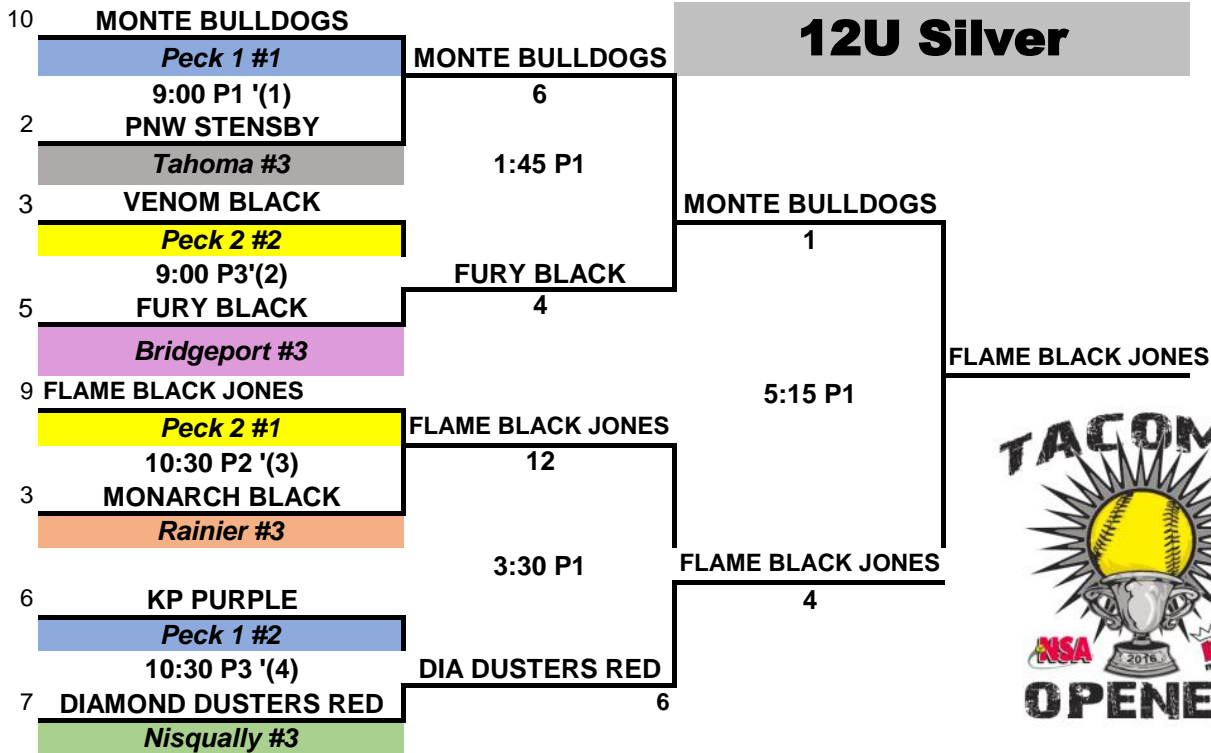 12U Silver
10 MONTE BULLDOGS
Peck 1 #1
9:00 P1 '(1)
2 PNW STENSBY
Tahoma #3
3 VENOM BLACK
Peck 2 #2
9:00 P3'(2)
5 FURY BLACK
Bridgeport #3
9 FLAME BLACK JONES
Peck 2 #1
10:30 P2 '(3)
3 MONARCH BLACK
Rainier #3
6 KP PURPLE
Peck 1 #2
10:30 P3 '(4)
7 DIAMOND DUSTERS RED
Nisqually #3
MONTE BULLDOGS
6
1:45 P1
FURY BLACK
4
FLAME BLACK JONES
12
3:30 P1
DIA DUSTERS RED
6
MONTE BULLDOGS
1
5:15 P1
FLAME BLACK JONES
4
FLAME BLACK JONES
TACOM
NSA
2016
OPENE